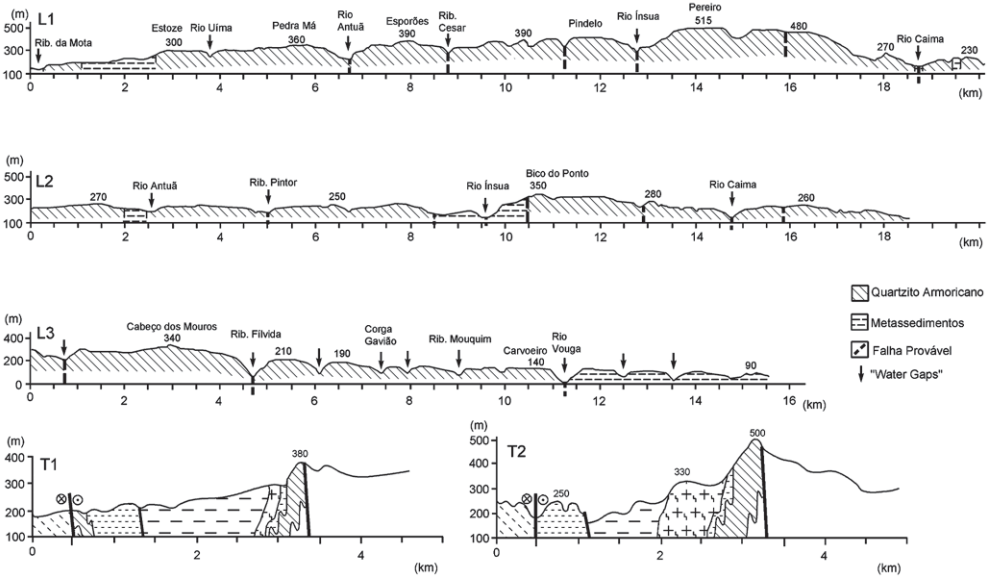 L1
(m)
500
300
100
Rib. da Mota
Estoze
300
Rio Uíma
Pedra Má
360
Rio
Antuã
Esporões
390
Rib.
Cesar
390
Pindelo
Rio Ínsua
Pereiro
515
480
270
Rio Caima
230
0 2 4 6 8 10 12 14 16 18 (km)
L2
(m)
500
300
100
270
Rio Antuã
Rib. Pintor
250
Rio Ínsua
Bico do Ponto
350
280
Rio Caima
260
0 2 4 6 8 10 12 14 16 18 (km)
L3
(m)
400
200
0
Cabeço dos Mouros
340
Rib. Fílvida
210
190
Corga
Gavião
Rib. Mouquim
Carvoeiro
140
Rio
Vouga
90
0 2 4 6 8 10 12 14 16 (km)
Quartzito Armoricano
Metassedimentos
Falha Provável
"Water Gaps"
T1
(m)
400
300
200
100
380
0 2 4
(km)
T2
(m)
500
400
300
200
100
250
330
500
0 2 4
(km)